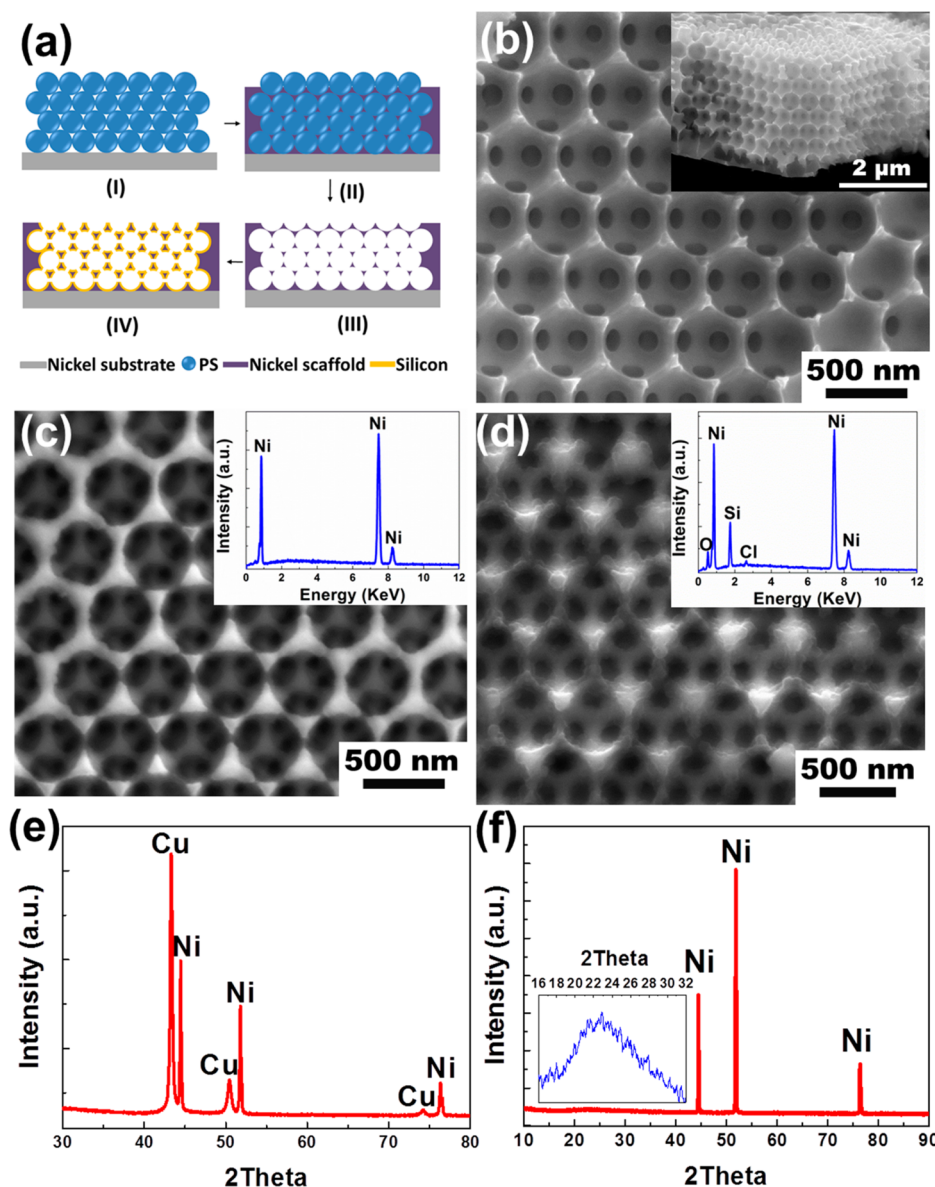 (a)
(I)
(II)
(IV)
(III)
Nickel substrate PS Nickel scaffold Silicon
(b)
2 μm
500 nm
(c)
Intensity (a.u.)
Ni
Ni
Ni
0 2 4 6 8 10 12
Energy (KeV)
500 nm
(d)
Intensity (a.u.)
Ni
Ni
Si
O
Cl
Ni
0 2 4 6 8 10 12
Energy (KeV)
500 nm
(e)
Intensity (a.u.)
Cu
Ni
Ni
Cu
Cu
Ni
30 40 50 60 70 80
2Theta
(f)
Intensity (a.u.)
Ni
Ni
Ni
2Theta
16 18 20 22 24 26 28 30 32
10 20 30 40 50 60 70 80 90
2Theta